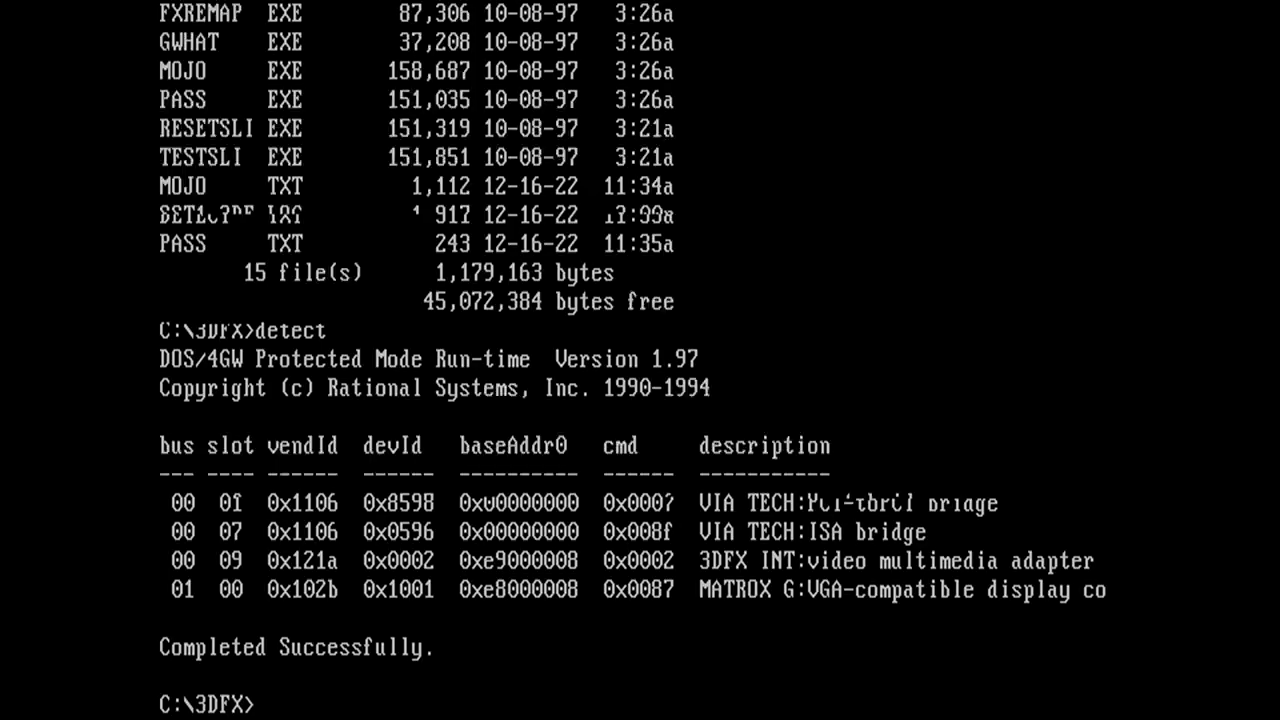 FXREMAP EXE 87,306 10-08-97 3:26a
GWHAT EXE 37,208 10-08-97 3:26a
MOJO EXE 158,687 10-08-97 3:26a
PASS EXE 151,035 10-08-97 3:26a
RESETSLI EXE 151,319 10-08-97 3:21a
TESTSLI EXE 151,851 10-08-97 3:21a
MOJO TXT 1,112 12-16-22 11:34a
917 12-16-22
PASS TXT 243 12-16-22 11:35a
15 file(s) 1,179,163 bytes
45,072,384 bytes free
C:\3DFX>detect
DOS/4GW Protected Mode Run-time Version 1.97
Copyright (c) Rational Systems, Inc. 1990-1994
bus slot vendId devId baseAddr0 cmd description
--- ---- ------ ------ ---------- ------ -----------
00 0x1106 0x8598 VIA TECH: bridge
00 07 0x1106 0x0596 0x00000000 0x008f VIA TECH:ISA bridge
00 09 0x121a 0x0002 0xe9000008 0x0002 3DFX INT:video multimedia adapter
01 00 0x102b 0x1001 0xe8000008 0x0087 MATROX G:VGA-compatible display co
Completed Successfully.
C:\3DFX>